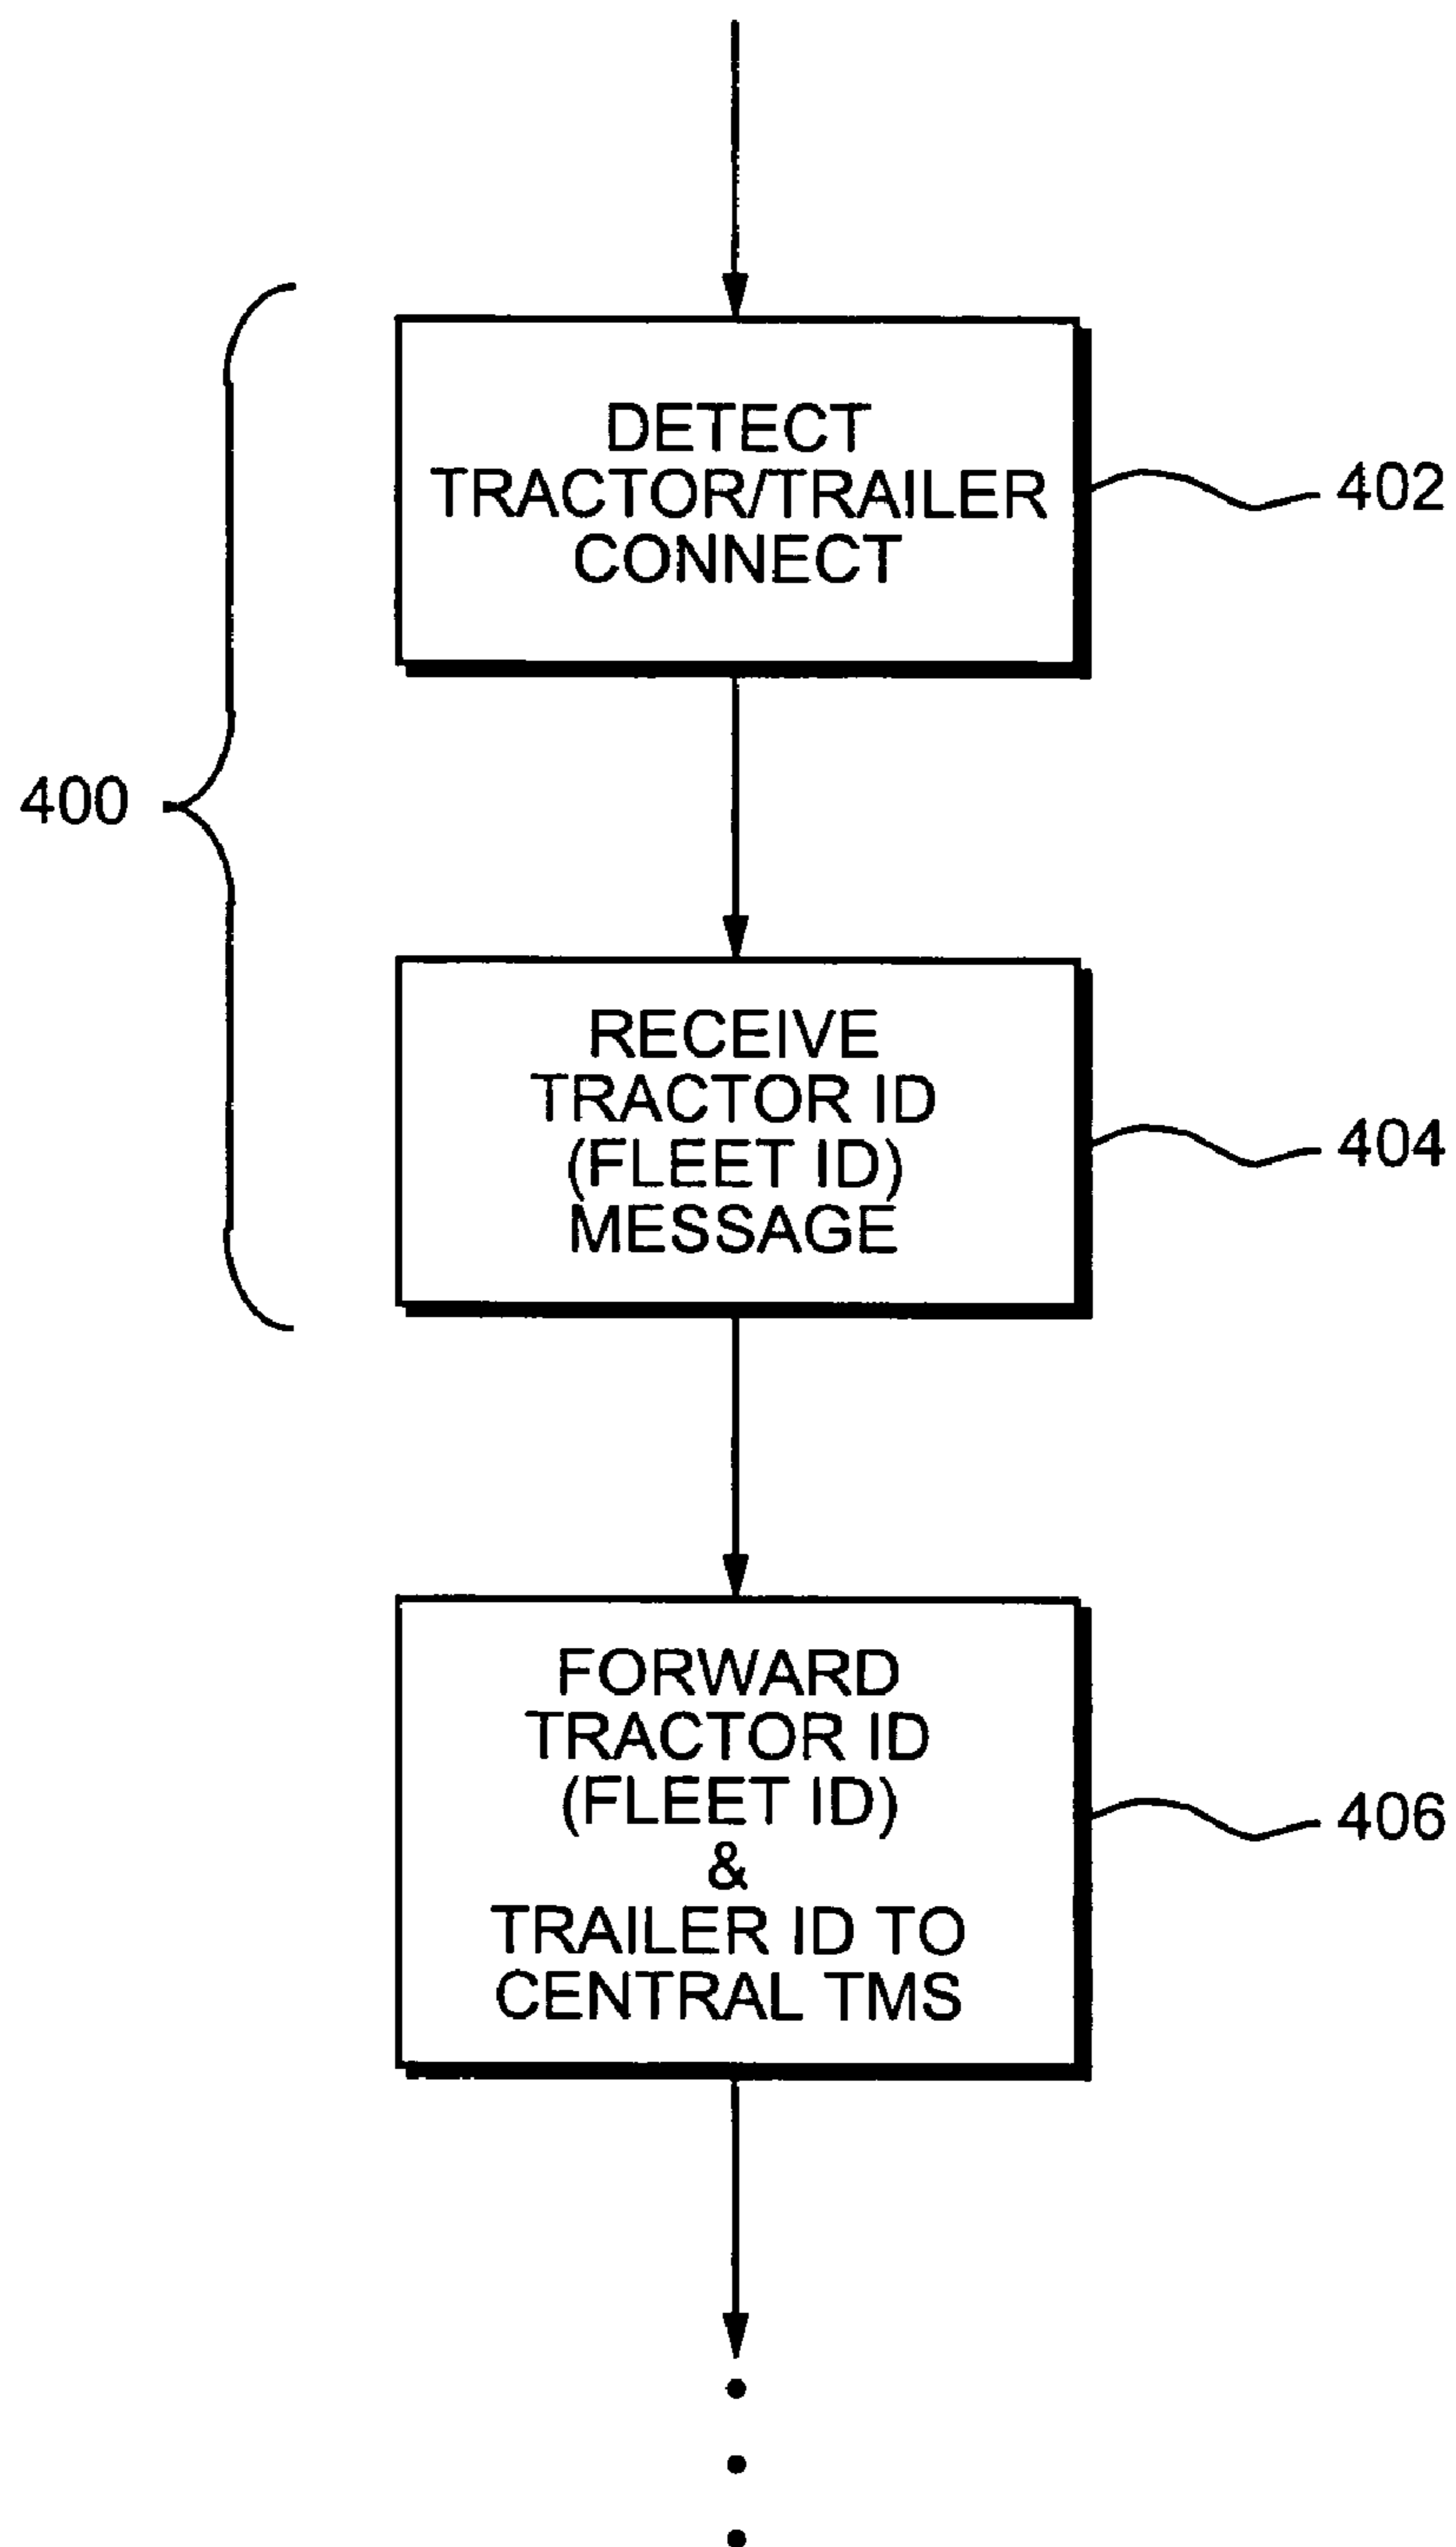 DETECT
TRACTOR/TRAILER
CONNECT
402
400
RECEIVE
TRACTOR ID
(FLEET ID)
MESSAGE
404
FORWARD
TRACTOR ID
(FLEET ID)
&
TRAILER ID TO
CENTRAL TMS
406